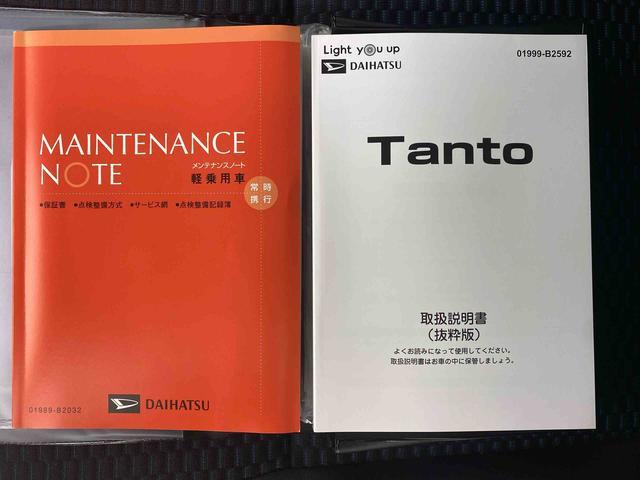 MAINTENANCE
NOTE
メンテナンスノート
軽乗用車
常時
携行
•保証書 •点検整備方式 •サービス網 •点検整備記録簿
DAIHATSU
01989-B2032
Light you up
DAIHATSU
01999-B2592
Tanto
取扱説明書
(抜粋版)
よくお読みになって使用してください。
取扱説明書はお車の中に保管しましょう。